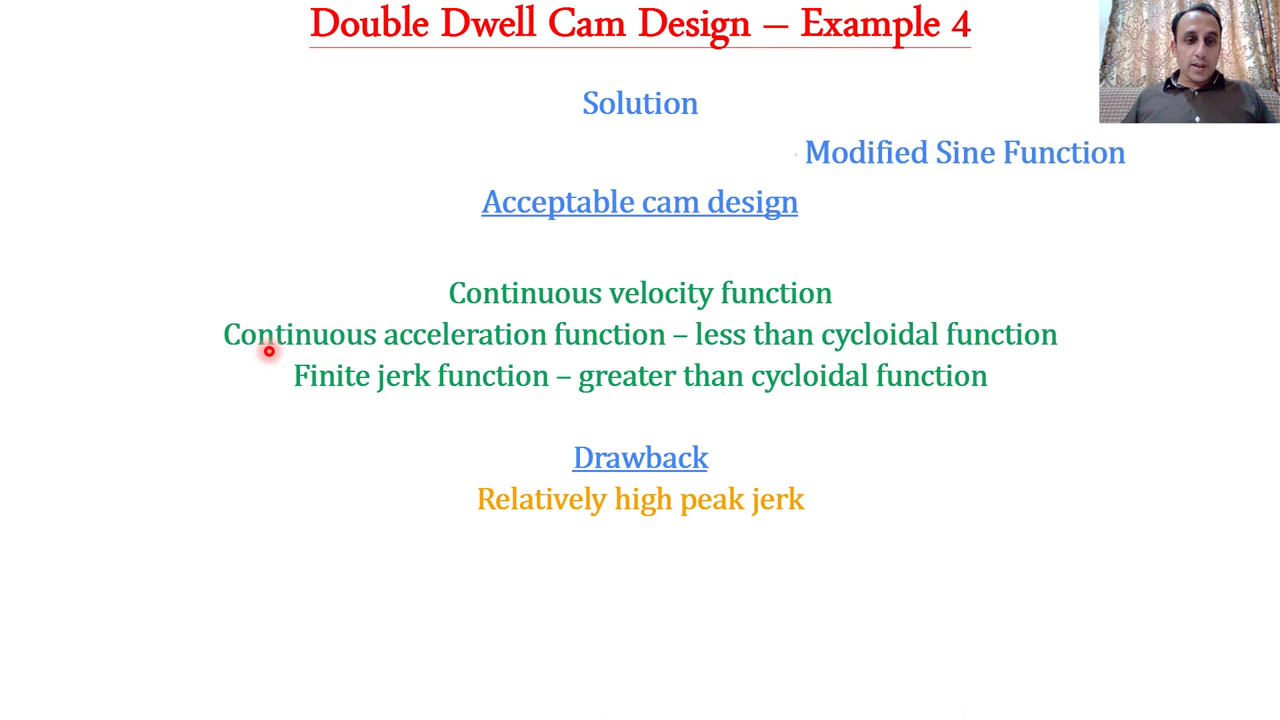 Double Dwell Cam Design – Example 4
Solution
Modified Sine Function
Acceptable cam design
Continuous velocity function
Continuous acceleration function – less than cycloidal function
Finite jerk function – greater than cycloidal function
Drawback
Relatively high peak jerk